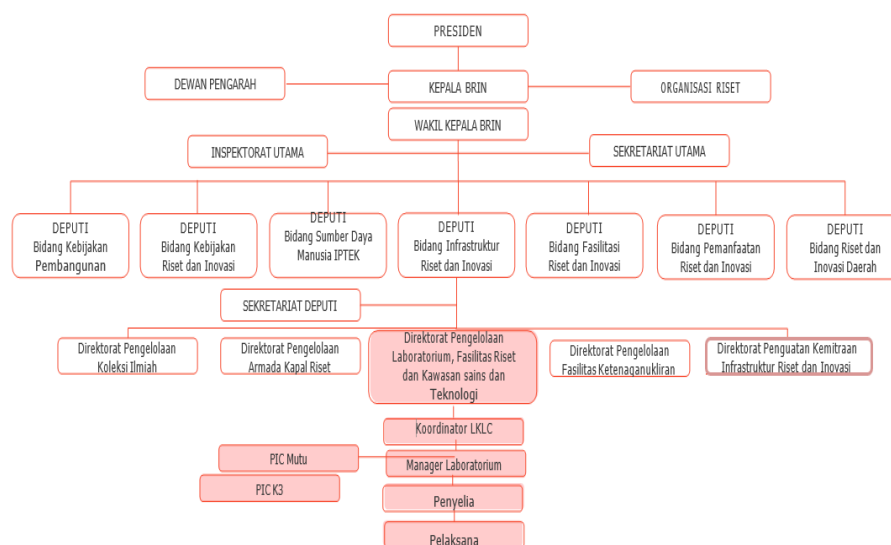 PRESIDEN
DEWAN PENGARAH
KEPALA BRIN
ORGANISASI RISET
WAKIL KEPALA BRIN
INSPEKTORAT UTAMA
SEKRETARIAT UTAMA
DEPUTI
Bidang Kebijakan
Pembangunan
DEPUTI
Bidang Kebijakan
Riset dan Inovasi
DEPUTI
Bidang Sumber Daya
Manusia IPTEK
DEPUTI
Bidang Infrastruktur
Riset dan Inovasi
DEPUTI
Bidang Fasilitasi
Riset dan Inovasi
DEPUTI
Bidang Pemanfaatan
Riset dan Inovasi
DEPUTI
Bidang Riset dan
Inovasi Daerah
SEKRETARIAT DEPUTI
Direktorat Pengelolaan
Koleksi Ilmiah
Direktorat Pengelolaan
Armada Kapal Riset
Direktorat Pengelolaan
Laboratorium, Fasilitas Riset
dan Kawasan sains dan
Teknologi
Direktorat Pengelolaan
Fasilitas Ketenaganukliran
Direktorat Penguatan Kemitraan
Infrastruktur Riset dan Inovasi
Koordinator LKLC
PIC Mutu
Manager Laboratorium
PIC K3
Penyelia
Pelaksana